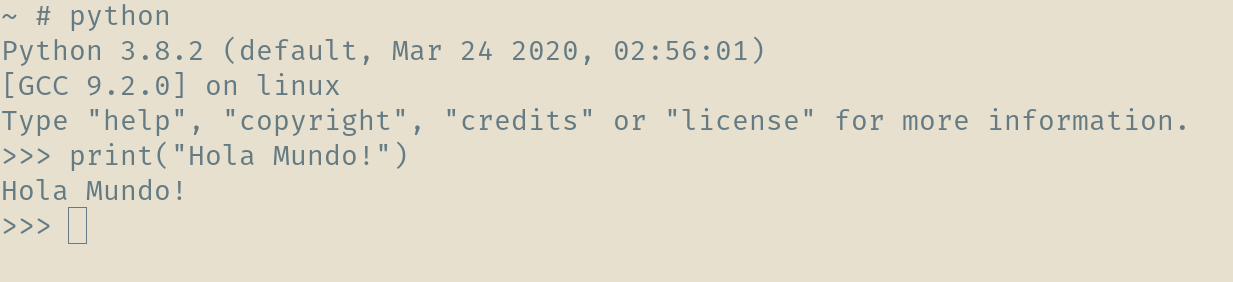 ~ # python
Python 3.8.2 (default, Mar 24 2020, 02:56:01)
[GCC 9.2.0] on linux
Type "help", "copyright", "credits" or "license" for more information.
>>> print("Hola Mundo!")
Hola Mundo!
>>>